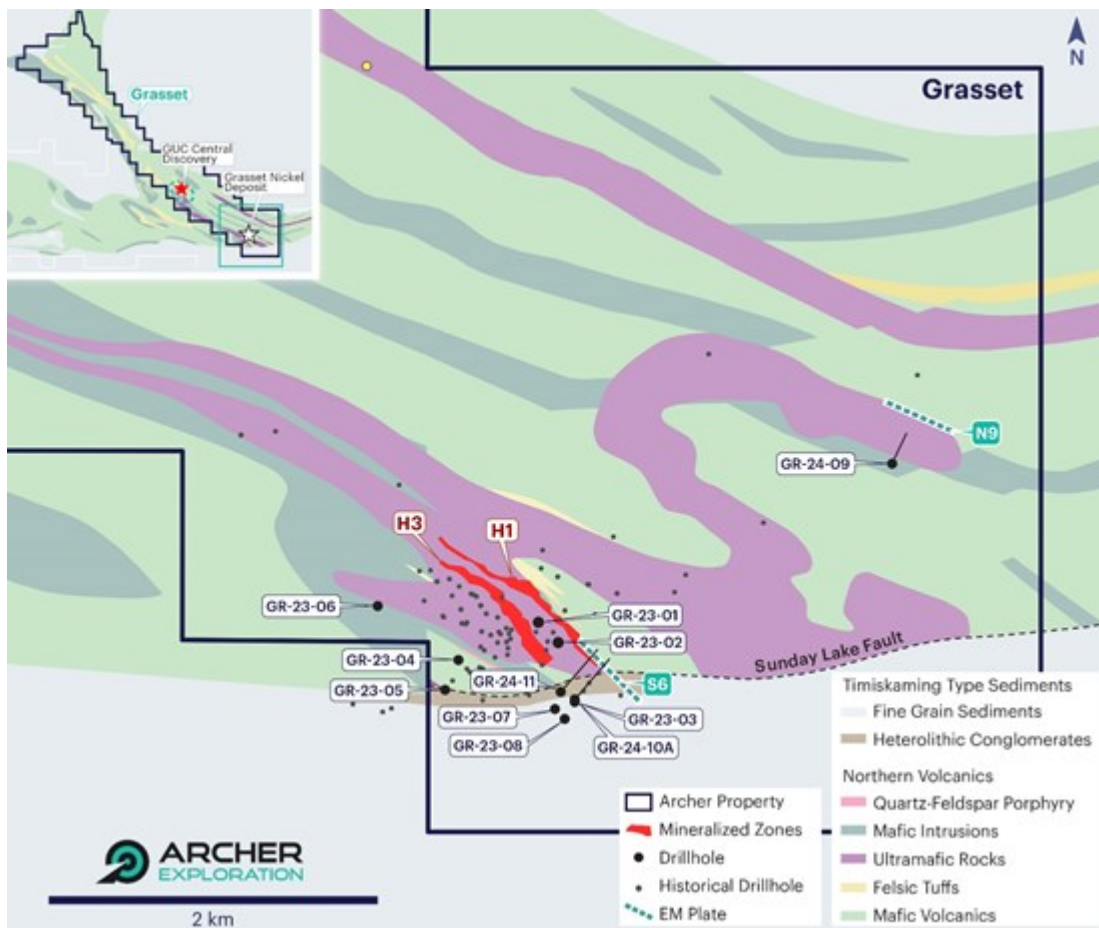 N
Grasset
Grasset
GUC Central
Discovery
Grasset Nickel
Deposit
N9
GR-24-09
H3
H1
GR-23-06
GR-23-01
GR-23-02
GR-23-04
GR-24-11
GR-23-05
S6
GR-23-07
GR-23-03
GR-23-08
GR-24-10A
Sunday Lake Fault
ARCHER
EXPLORATION
2 km
Archer Property
Mineralized Zones
Drillhole
Historical Drillhole
EM Plate
Timiskaming Type Sediments
Fine Grain Sediments
Heterolithic Conglomerates
Northern Volcanics
Quartz-Feldspar Porphyry
Mafic Intrusions
Ultramafic Rocks
Felsic Tuffs
Mafic Volcanics